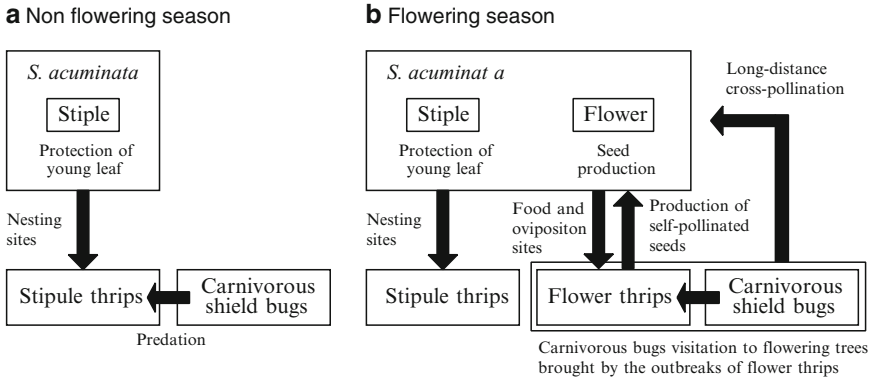 a Non flowering season
S. acuminata
Stiple
Protection of
young leaf
Nesting
sites
Stipule thrips
Carnivorous
shield bugs
Predation
b Flowering season
S. acuminat a
Stiple
Flower
Protection of
young leaf
Seed
production
Long-distance
cross-pollination
Nesting
sites
Food and
ovipositon
sites
Production of
self-pollinated
seeds
Stipule thrips
Flower thrips
Carnivorous
shield bugs
Carnivorous bugs visitation to flowering trees
brought by the outbreaks of flower thrips